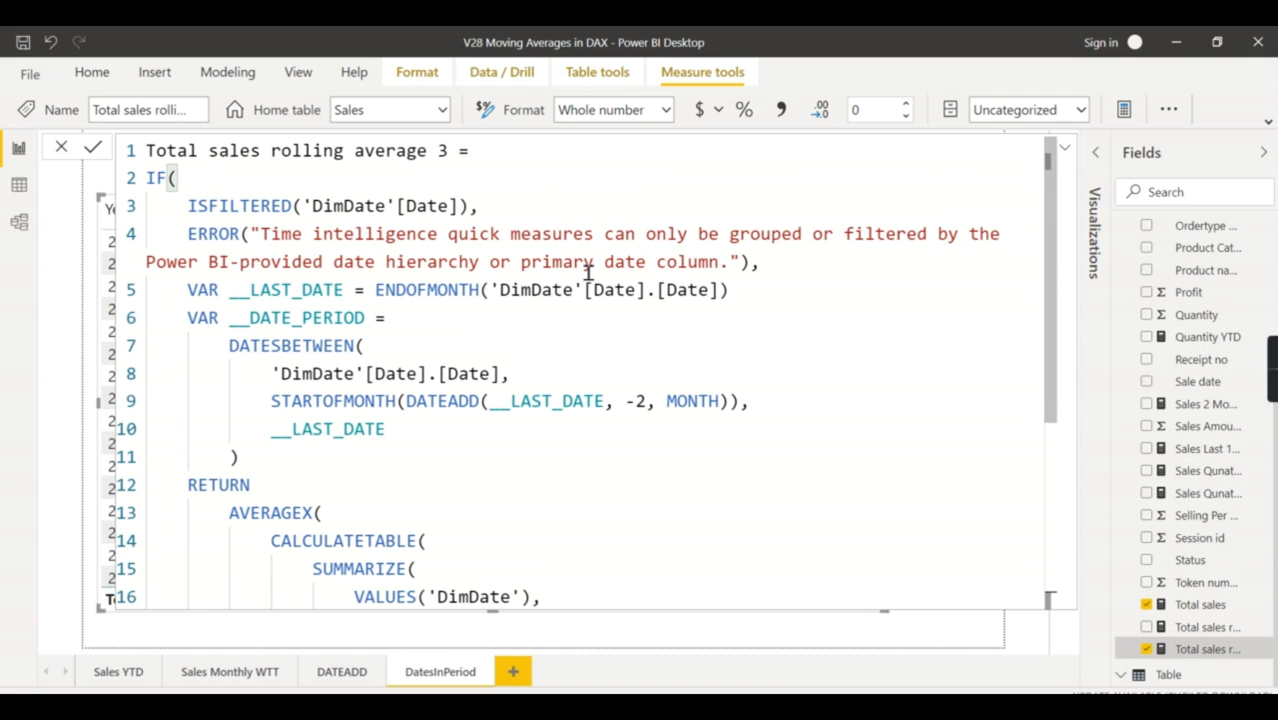 V28 Moving Averages in DAX - Power BI Desktop
Sign in
File Home Insert Modeling View Help Format Data / Drill Table tools Measure tools
Name Total sales rolli... Home table Sales Format Whole number $ % , .00 →.0 0 Uncategorized ...
1 Total sales rolling average 3 =
2 IF(
3 ISFILTERED('DimDate'[Date]),
4 ERROR("Time intelligence quick measures can only be grouped or filtered by the
Power BI-provided date hierarchy or primary date column."),
5 VAR __LAST_DATE = ENDOFMONTH('DimDate'[Date].[Date])
6 VAR __DATE_PERIOD =
7 DATESBETWEEN(
8 'DimDate'[Date].[Date],
9 STARTOFMONTH(DATEADD(__LAST_DATE, -2, MONTH)),
10 __LAST_DATE
11 )
12 RETURN
13 AVERAGEX(
14 CALCULATETABLE(
15 SUMMARIZE(
16 VALUES('DimDate'),
Visualizations
Fields
Search
Ordertype ...
Product Cat...
Product na...
Σ Profit
Σ Quantity
Quantity YTD
Receipt no
Sale date
Sales 2 Mo...
Σ Sales Amou...
Sales Last 1...
Sales Qunat...
Sales Qunat...
Σ Selling Per ...
Σ Session id
Status
Σ Token num...
Total sales
Total sales r...
Total sales r...
Table
Sales YTD Sales Monthly WTT DATEADD DatesInPeriod +